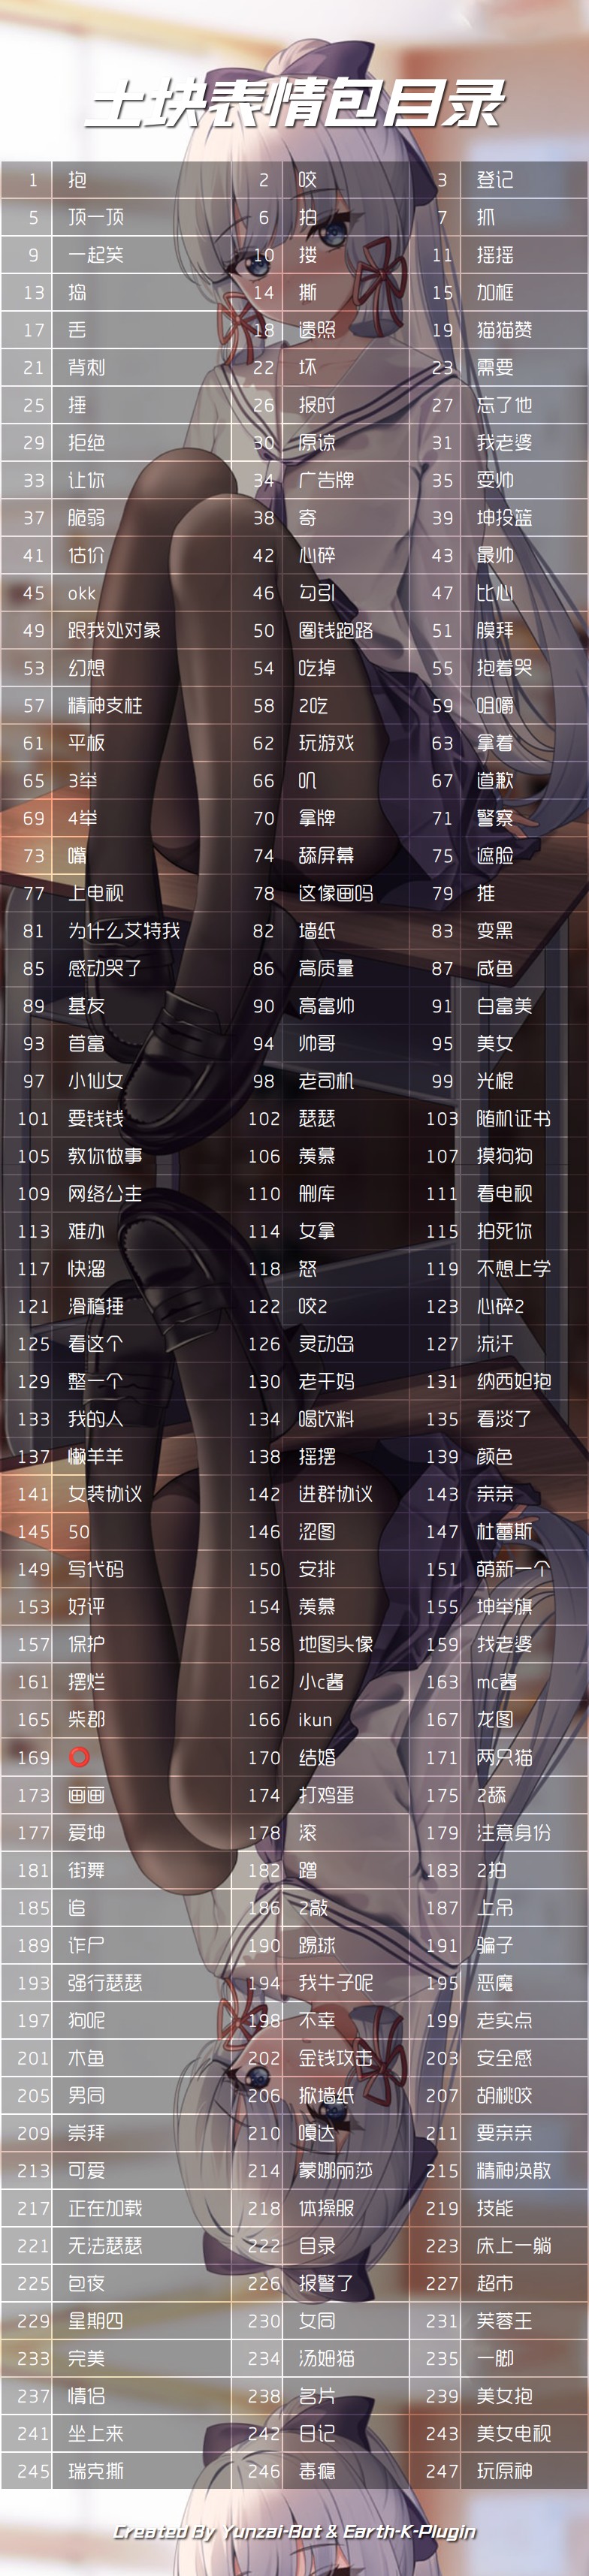 土块表情包目录
1 抱 2 咬 3 登记
5 顶一顶 6 拍 7 抓
9 一起笑 10 搂 11 摇摇
13 捣 14 撕 15 加框
17 丢 18 遗照 19 猫猫赞
21 背刺 22 坏 23 需要
25 捶 26 报时 27 忘了他
29 拒绝 30 原谅 31 我老婆
33 让你 34 广告牌 35 耍帅
37 脆弱 38 寄 39 坤投篮
41 估价 42 心碎 43 最帅
45 okk 46 勾引 47 比心
49 跟我处对象 50 圈钱跑路 51 膜拜
53 幻想 54 吃掉 55 抱着哭
57 精神支柱 58 2吃 59 咀嚼
61 平板 62 玩游戏 63 拿着
65 3举 66 叽 67 道歉
69 4举 70 拿牌 71 警察
73 嘴 74 舔屏幕 75 遮脸
77 上电视 78 这像画吗 79 推
81 为什么艾特我 82 墙纸 83 变黑
85 感动哭了 86 高质量 87 咸鱼
89 基友 90 高富帅 91 白富美
93 首富 94 帅哥 95 美女
97 小仙女 98 老司机 99 光棍
101 要钱钱 102 瑟瑟 103 随机证书
105 教你做事 106 羡慕 107 摸狗狗
109 网络公主 110 删库 111 看电视
113 难办 114 女拿 115 拍死你
117 快溜 118 怒 119 不想上学
121 滑稽捶 122 咬2 123 心碎2
125 看这个 126 灵动岛 127 流汗
129 整一个 130 老干妈 131 纳西妲抱
133 我的人 134 喝饮料 135 看淡了
137 懒羊羊 138 摇摆 139 颜色
141 女装协议 142 进群协议 143 亲亲
145 50 146 涩图 147 杜蕾斯
149 写代码 150 安排 151 萌新一个
153 好评 154 羡慕 155 坤举旗
157 保护 158 地图头像 159 找老婆
161 摆烂 162 小c酱 163 mc酱
165 柴郡 166 ikun 167 龙图
169 ⭕ 170 结婚 171 两只猫
173 画画 174 打鸡蛋 175 2舔
177 爱坤 178 滚 179 注意身份
181 街舞 182 蹭 183 2拍
185 追 186 2敲 187 上吊
189 诈尸 190 踢球 191 骗子
193 强行瑟瑟 194 我牛子呢 195 恶魔
197 狗呢 198 不幸 199 老实点
201 木鱼 202 金钱攻击 203 安全感
205 男同 206 掀墙纸 207 胡桃咬
209 崇拜 210 嘎达 211 要亲亲
213 可爱 214 蒙娜丽莎 215 精神涣散
217 正在加载 218 体操服 219 技能
221 无法瑟瑟 222 目录 223 床上一躺
225 包夜 226 报警了 227 超市
229 星期四 230 女同 231 芙蓉王
233 完美 234 汤姆猫 235 一脚
237 情侣 238 名片 239 美女抱
241 坐上来 242 日记 243 美女电视
245 瑞克撕 246 毒瘾 247 玩原神
Created By Yunzai-Bot & Earth-K-Plugin